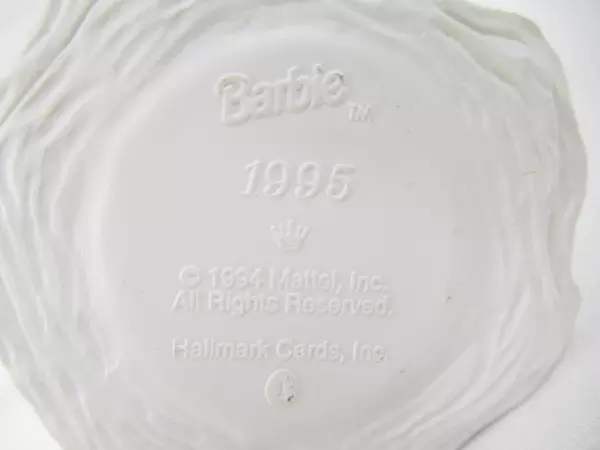 Barbie™
1995
© 1994 Mattel, Inc.
All Rights Reserved.
Hallmark Cards, Inc.